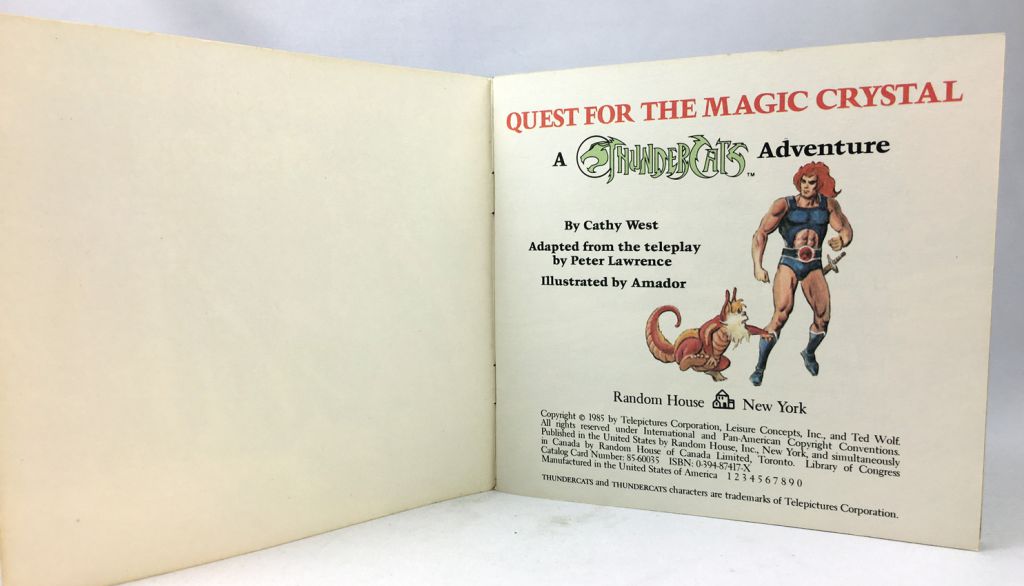 QUEST FOR THE MAGIC CRYSTAL
A THUNDERCATS™ Adventure
By Cathy West
Adapted from the teleplay
by Peter Lawrence
Illustrated by Amador
Random House New York
Copyright © 1985 by Telepictures Corporation, Leisure Concepts, Inc., and Ted Wolf.
All rights reserved under International and Pan-American Copyright Conventions.
Published in the United States by Random House, Inc., New York, and simultaneously
in Canada by Random House of Canada Limited, Toronto. Library of Congress
Catalog Card Number: 85-60035 ISBN: 0-394-87417-X
Manufactured in the United States of America 1 2 3 4 5 6 7 8 9 0
THUNDERCATS and THUNDERCATS characters are trademarks of Telepictures Corporation.